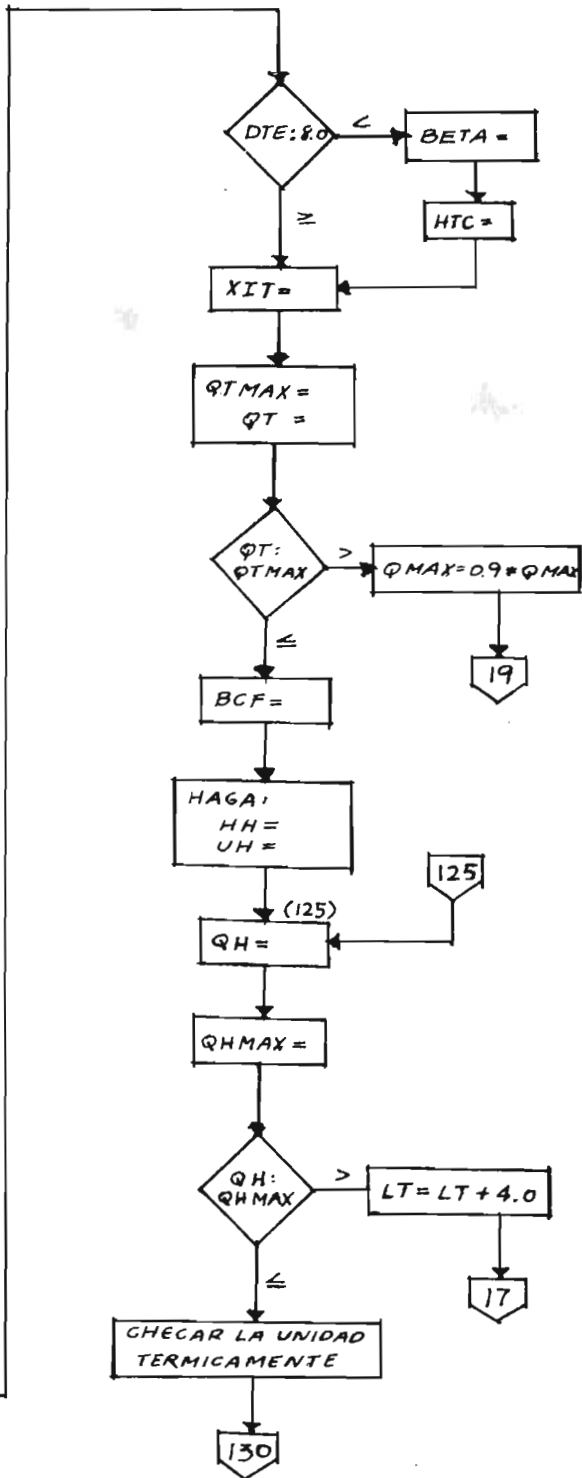 DTE:8.0
<
BETA =
≥
HTC =
XIT =
QTMAX =
QT =
QT:
QTMAX
>
QMAX=0.9*QMAX
≤
19
BCF =
HAGA:
HH =
UH =
125
(125)
QH =
QHMAX =
QH:
QHMAX
>
LT = LT + 4.0
≤
17
CHECAR LA UNIDAD
TERMICAMENTE
130